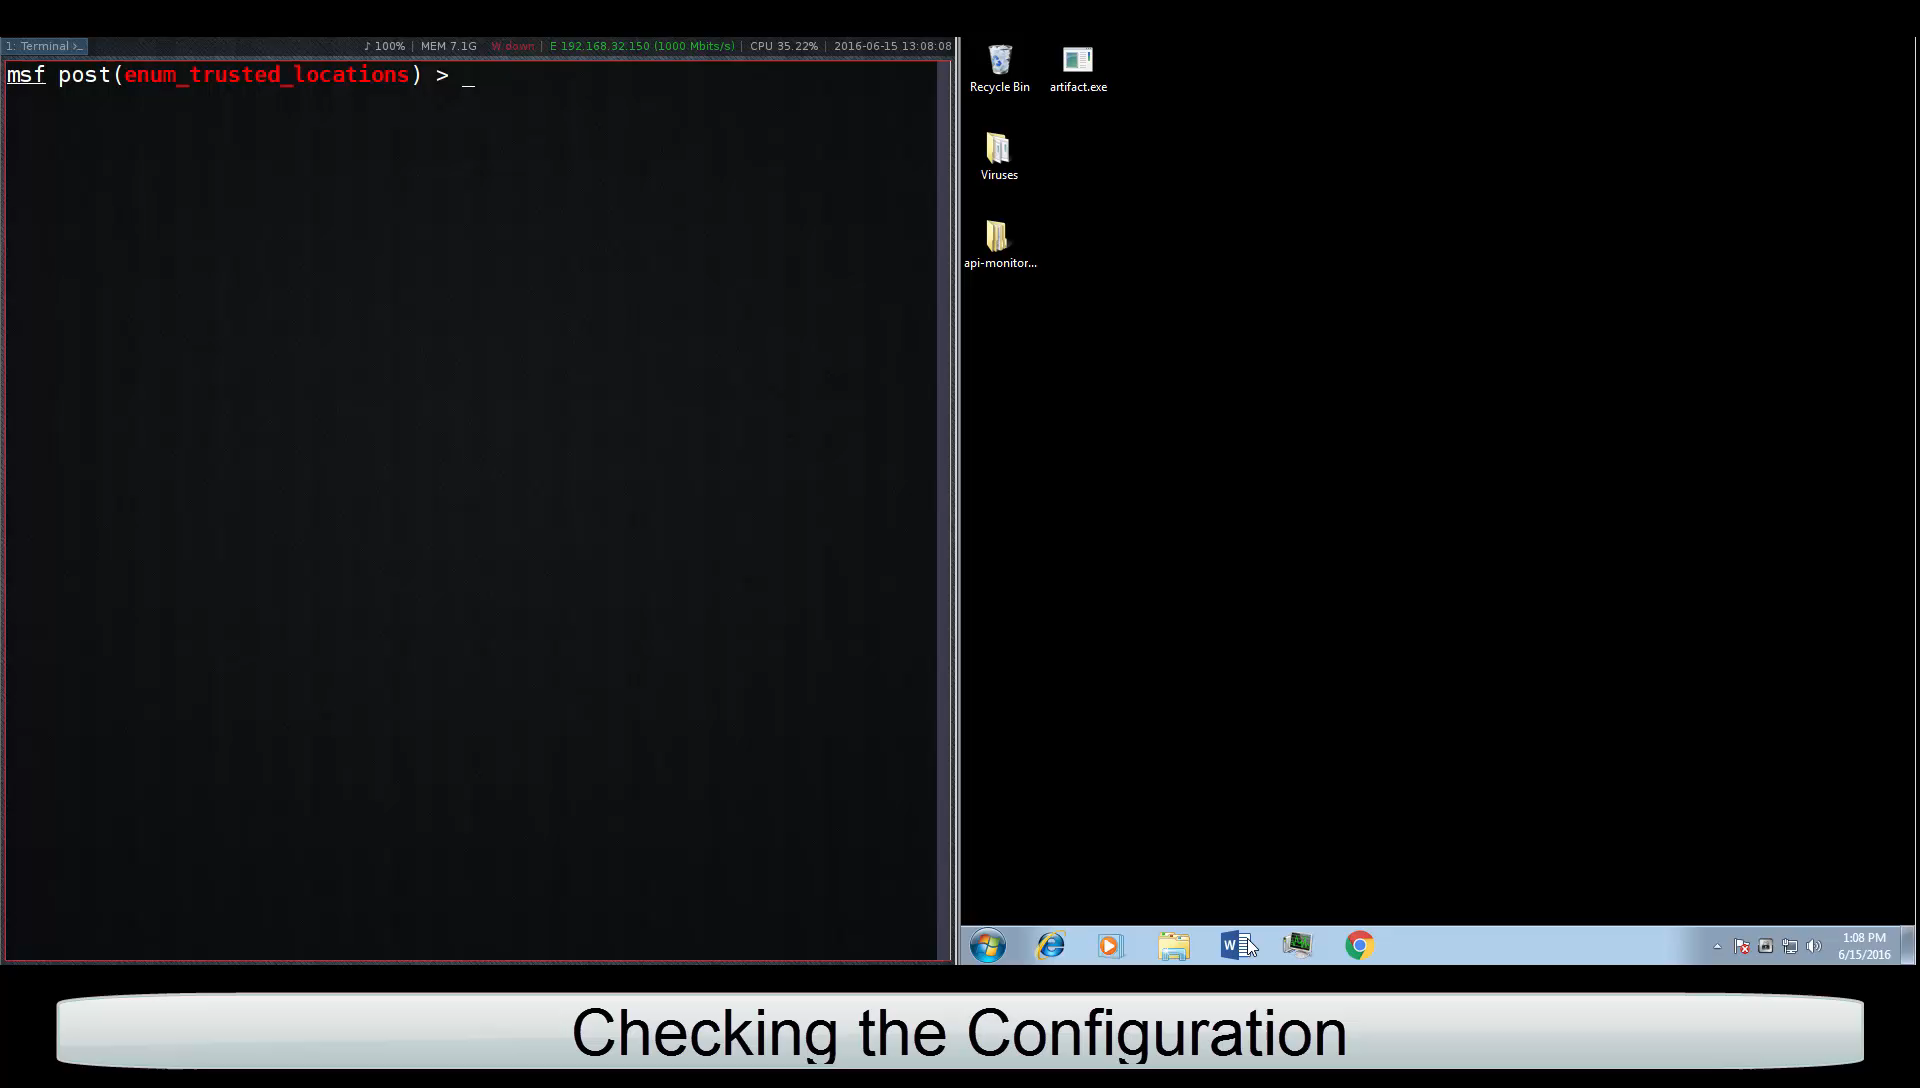 1: Terminal >_
♪ 100% | MEM 7.1G W down | E 192.168.32.150 (1000 Mbits/s) | CPU 35.22% | 2016-06-15 13:08:08
msf post(enum_trusted_locations) > _
Recycle Bin
artifact.exe
Viruses
api-monitor...
W
1:08 PM
6/15/2016
Checking the Configuration